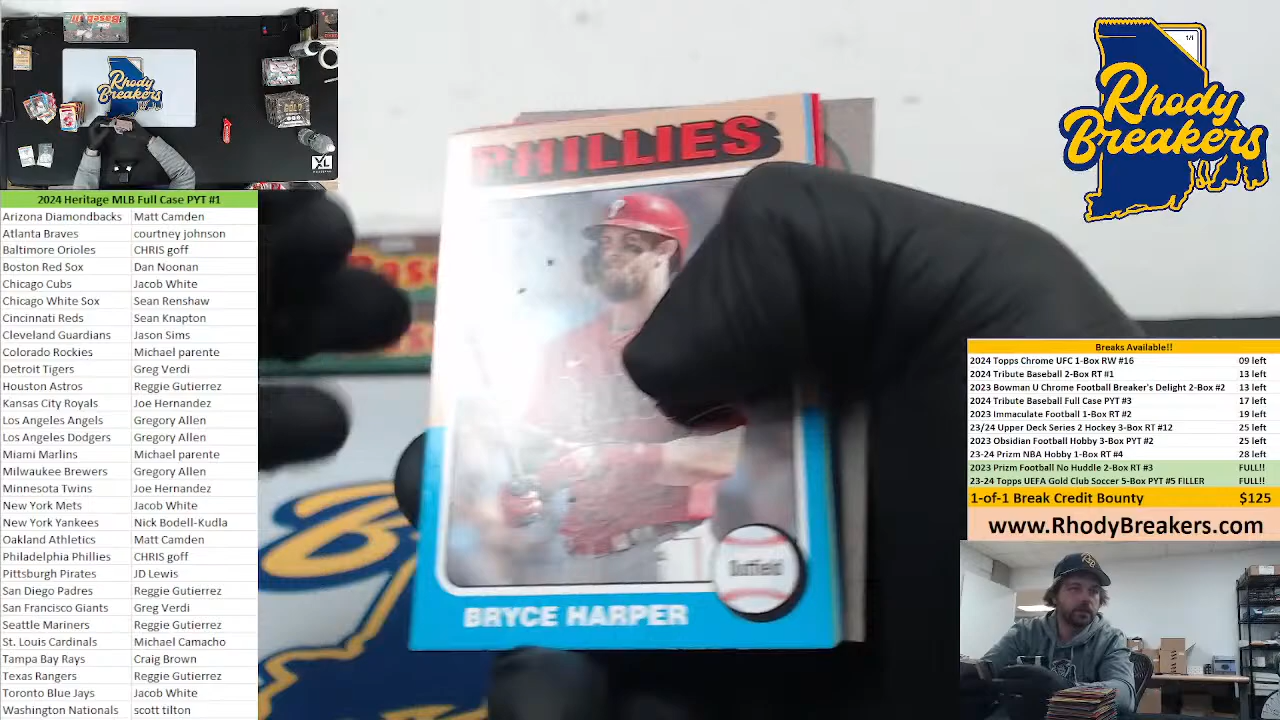 2024 Heritage MLB Full Case PYT #1
Arizona Diamondbacks Matt Camden
Atlanta Braves courtney johnson
Baltimore Orioles CHRIS goff
Boston Red Sox Dan Noonan
Chicago Cubs Jacob White
Chicago White Sox Sean Renshaw
Cincinnati Reds Sean Knapton
Cleveland Guardians Jason Sims
Colorado Rockies Michael parente
Detroit Tigers Greg Verdi
Houston Astros Reggie Gutierrez
Kansas City Royals Joe Hernandez
Los Angeles Angels Gregory Allen
Los Angeles Dodgers Gregory Allen
Miami Marlins Michael parente
Milwaukee Brewers Gregory Allen
Minnesota Twins Joe Hernandez
New York Mets Jacob White
New York Yankees Nick Bodell-Kudla
Oakland Athletics Matt Camden
Philadelphia Phillies CHRIS goff
Pittsburgh Pirates JD Lewis
San Diego Padres Reggie Gutierrez
San Francisco Giants Greg Verdi
Seattle Mariners Reggie Gutierrez
St. Louis Cardinals Michael Camacho
Tampa Bay Rays Craig Brown
Texas Rangers Reggie Gutierrez
Toronto Blue Jays Jacob White
Washington Nationals scott tilton
Rhody
Breakers
XL
PHILLIES
Outfield
BRYCE HARPER
1/1
Rhody
Breakers
Breaks Available!!
2024 Topps Chrome UFC 1-Box RW #16 09 left
2024 Tribute Baseball 2-Box RT #1 13 left
2023 Bowman U Chrome Football Breaker's Delight 2-Box #2 13 left
2024 Tribute Baseball Full Case PYT #3 17 left
2023 Immaculate Football 1-Box RT #2 19 left
23/24 Upper Deck Series 2 Hockey 3-Box RT #12 25 left
2023 Obsidian Football Hobby 3-Box PYT #2 25 left
23-24 Prizm NBA Hobby 1-Box RT #4 28 left
2023 Prizm Football No Huddle 2-Box RT #3 FULL!!
23-24 Topps UEFA Gold Club Soccer 5-Box PYT #5 FILLER FULL!!
1-of-1 Break Credit Bounty $125
www.RhodyBreakers.com